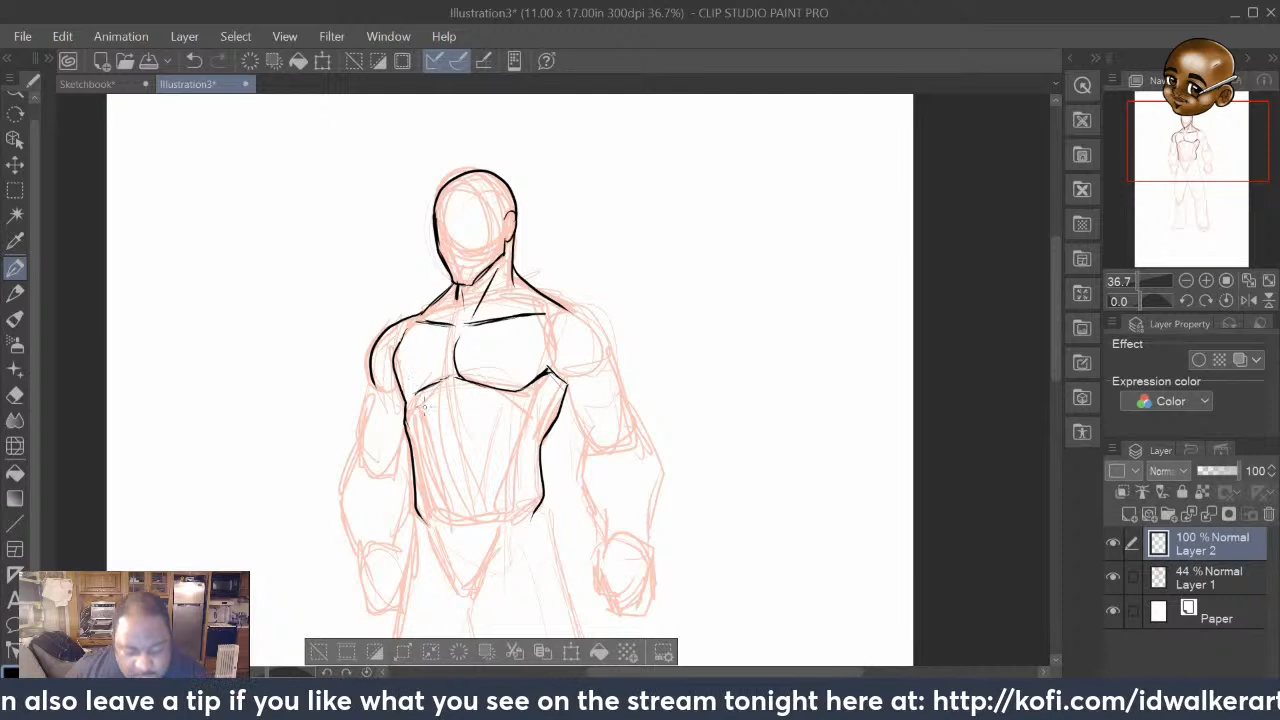 Illustration3* (11.00 x 17.00in 300dpi 36.7%) - CLIP STUDIO PAINT PRO
File Edit Animation Layer Select View Filter Window Help
Sketchbook* Illustration3*
36.7
0.0
Layer Property
Effect
Expression color
Color
Layer
100
100 % Normal
Layer 2
44 % Normal
Layer 1
Paper
n also leave a tip if you like what you see on the stream tonight here at: http://kofi.com/idwalkerart